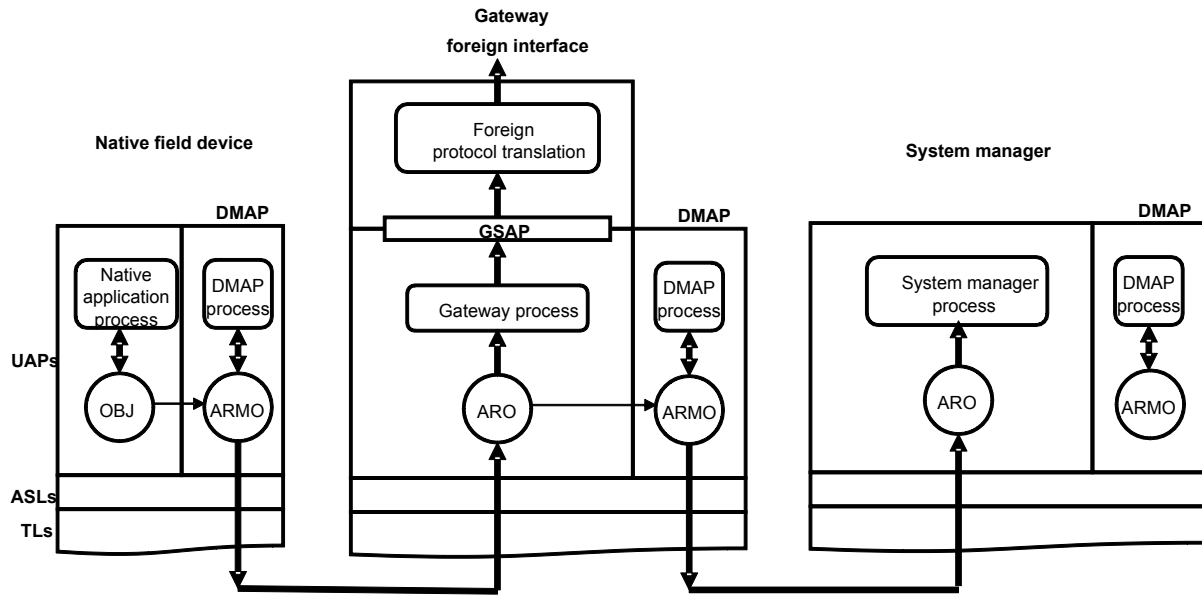 Gateway
foreign interface
Native field device
Foreign
protocol translation
System manager
DMAP
GSAP
DMAP
DMAP
Native
application
process
DMAP
process
Gateway process
DMAP
process
System manager
process
DMAP
process
UAPs
OBJ
ARMO
ARO
ARMO
ARO
ARMO
ASLs
TLs